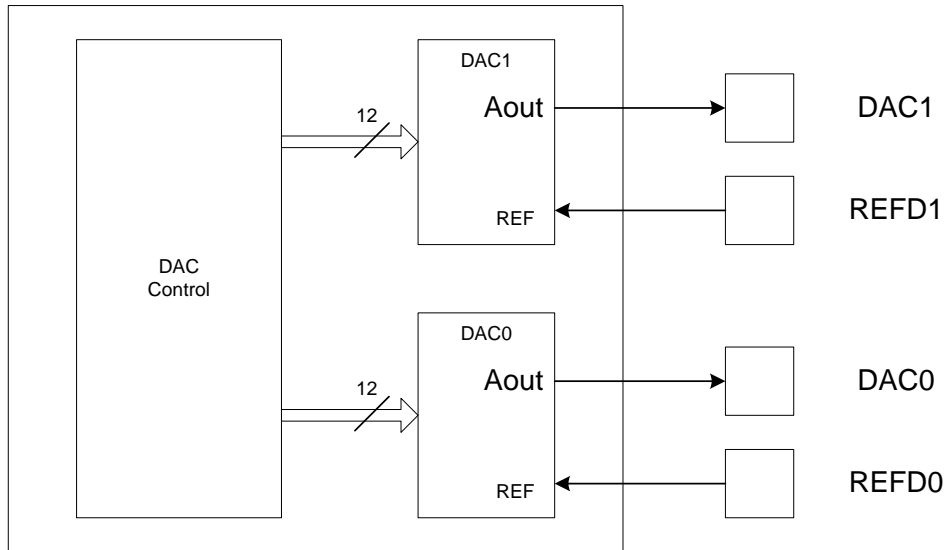 DAC1
12
Aout
DAC1
REF
REFD1
DAC
Control
DAC0
12
Aout
DAC0
REF
REFD0